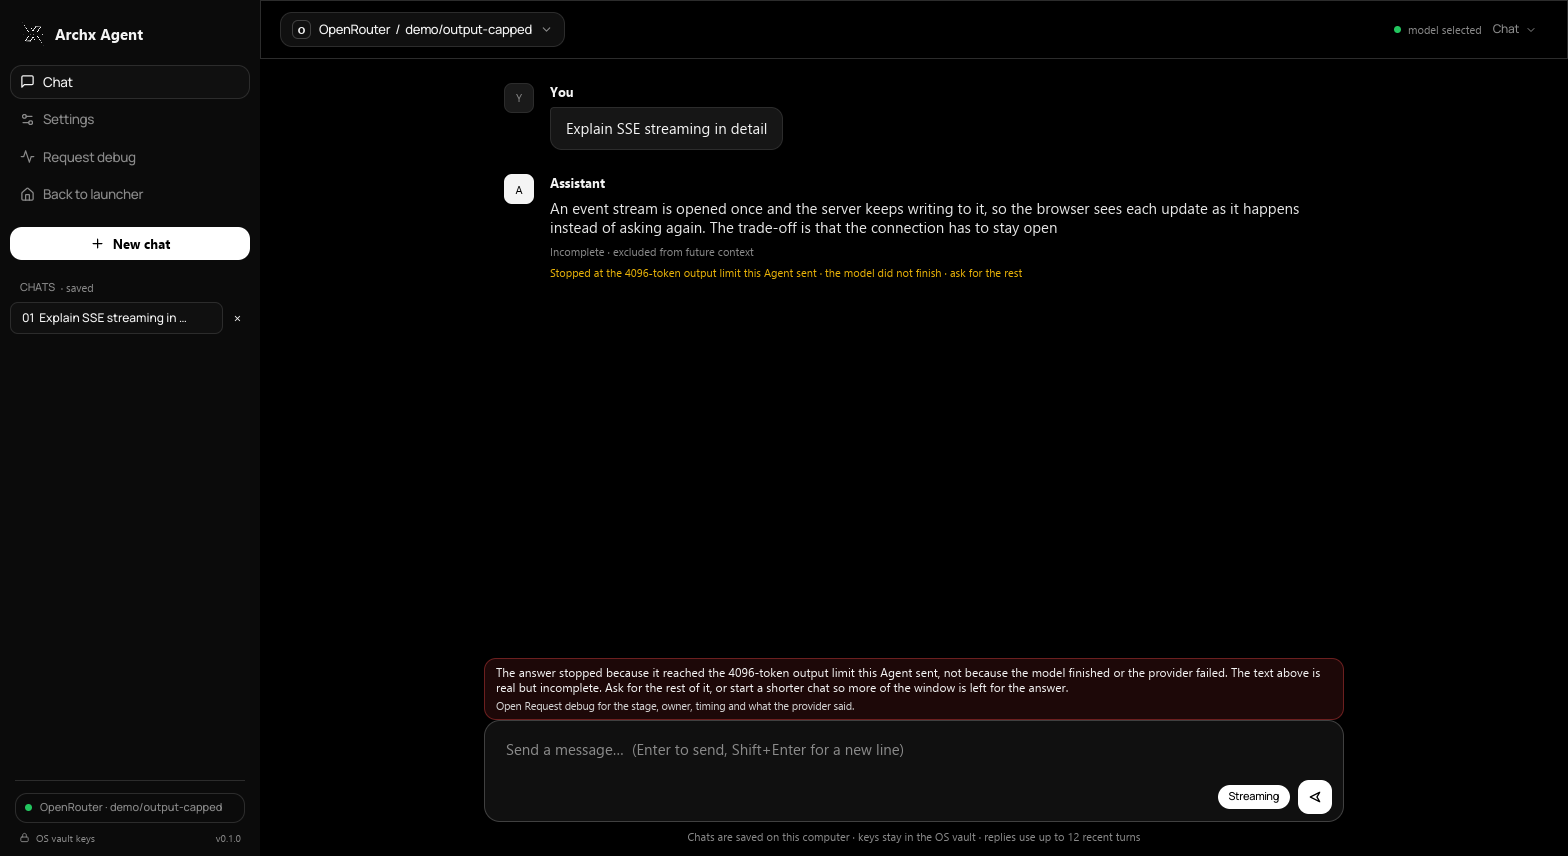 Archx Agent
Chat
Settings
Request debug
Back to launcher
+ New chat
CHATS · saved
01 Explain SSE streaming in ... ×
OpenRouter · demo/output-capped
OS vault keys v0.1.0
O OpenRouter / demo/output-capped
model selected Chat
Y You
Explain SSE streaming in detail
A Assistant
An event stream is opened once and the server keeps writing to it, so the browser sees each update as it happens
instead of asking again. The trade-off is that the connection has to stay open
Incomplete · excluded from future context
Stopped at the 4096-token output limit this Agent sent · the model did not finish · ask for the rest
The answer stopped because it reached the 4096-token output limit this Agent sent, not because the model finished or the provider failed. The text above is
real but incomplete. Ask for the rest of it, or start a shorter chat so more of the window is left for the answer.
Open Request debug for the stage, owner, timing and what the provider said.
Send a message... (Enter to send, Shift+Enter for a new line)
Streaming
Chats are saved on this computer · keys stay in the OS vault · replies use up to 12 recent turns